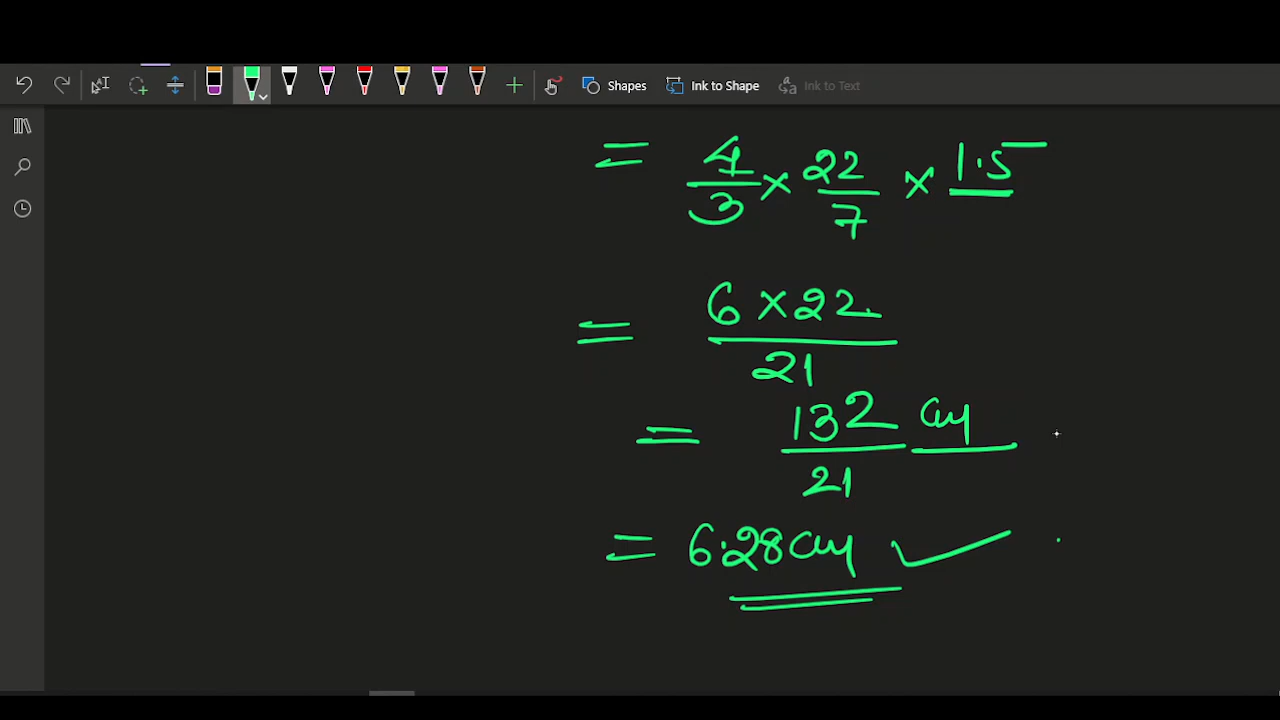 Shapes Ink to Shape Ink to Text
= 4/3 × 22/7 × 1.5
= 6 × 22 / 21
= 132 / 21 cm
= 6.28 cm ✓